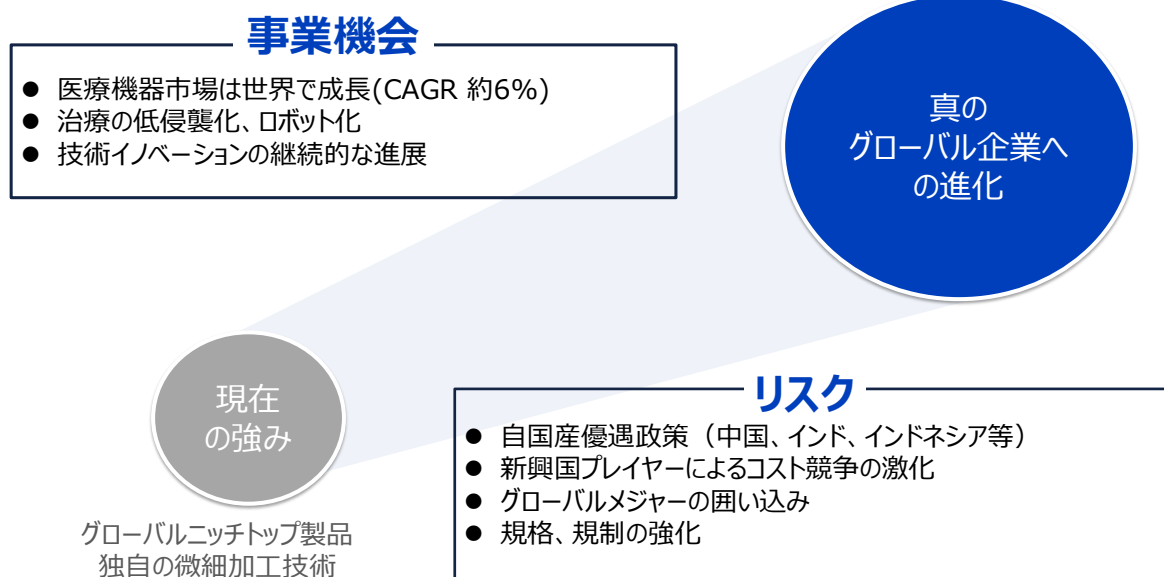 事業機会
● 医療機器市場は世界で成長(CAGR 約6%)
● 治療の低侵襲化、ロボット化
● 技術イノベーションの継続的な進展
真の
グローバル企業へ
の進化
現在
の強み
グローバルニッチトップ製品
独自の微細加工技術
リスク
● 自国産優遇政策（中国、インド、インドネシア等）
● 新興国プレイヤーによるコスト競争の激化
● グローバルメジャーの囲い込み
● 規格、規制の強化